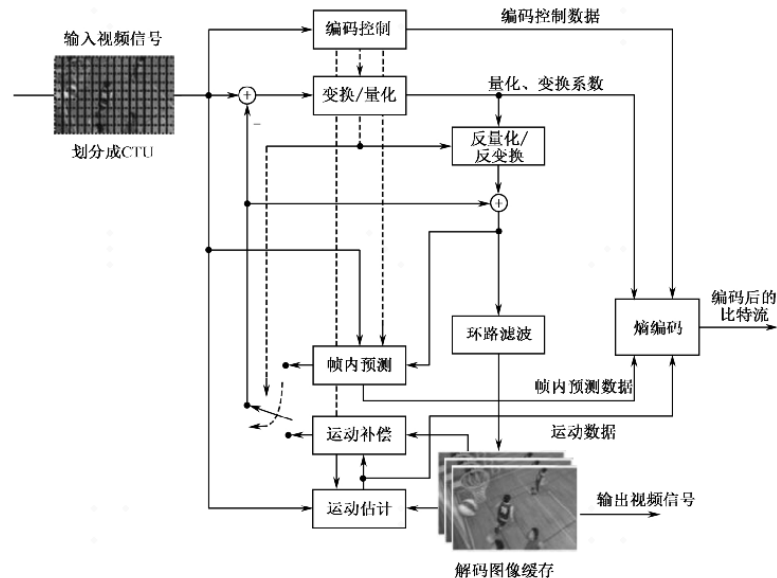 编码控制数据
编码控制
输入视频信号
变换/量化
量化、变换系数
划分成CTU
反量化/
反变换
编码后的
比特流
熵编码
环路滤波
帧内预测
帧内预测数据
运动补偿
运动数据
运动估计
输出视频信号
解码图像缓存